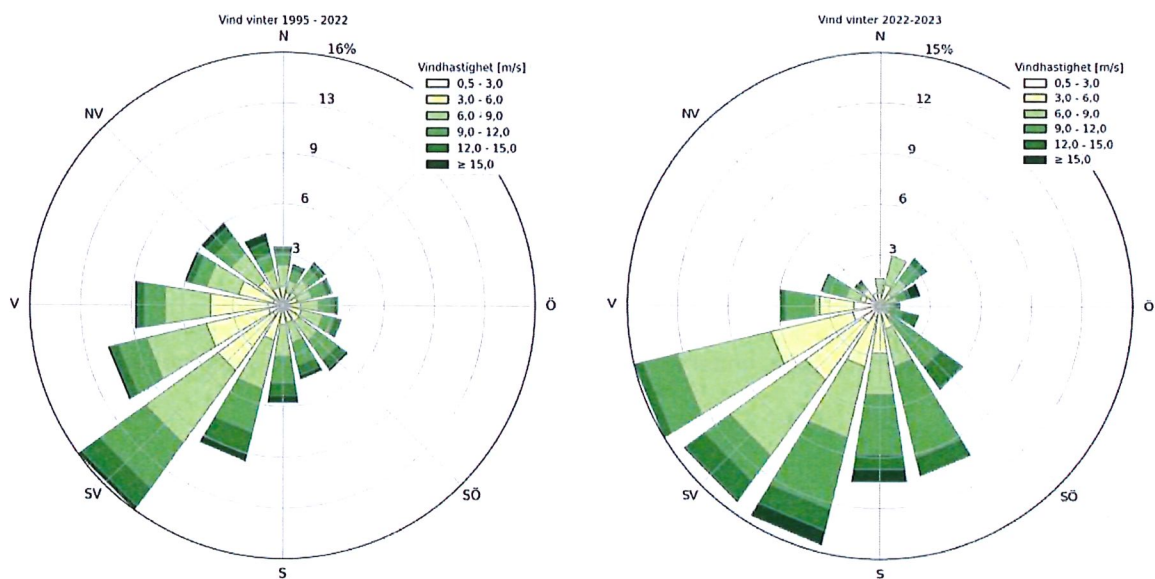 Vind vinter 1995 - 2022
N
16%
13
9
6
3
NV
V
SV
S
SÖ
Ö
Vindhastighet [m/s]
0,5 - 3,0
3,0 - 6,0
6,0 - 9,0
9,0 - 12,0
12,0 - 15,0
≥ 15,0
Vind vinter 2022-2023
N
15%
12
9
6
3
NV
V
SV
S
SÖ
Ö
Vindhastighet [m/s]
0,5 - 3,0
3,0 - 6,0
6,0 - 9,0
9,0 - 12,0
12,0 - 15,0
≥ 15,0